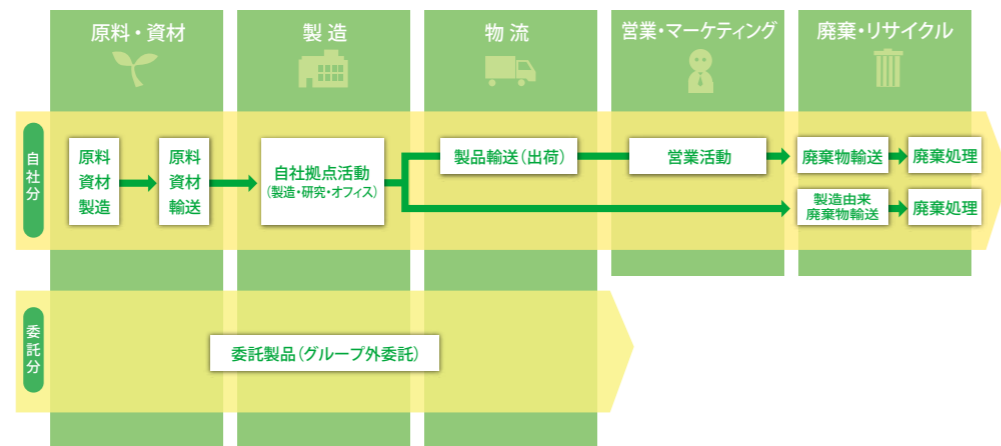 原料・資材
製造
物流
営業・マーケティング
廃棄・リサイクル
自社分
原料
資材
製造
原料
資材
輸送
自社拠点活動
(製造・研究・オフィス)
製品輸送(出荷)
営業活動
廃棄物輸送
廃棄処理
製造由来
廃棄物輸送
廃棄処理
委託分
委託製品(グループ外委託)